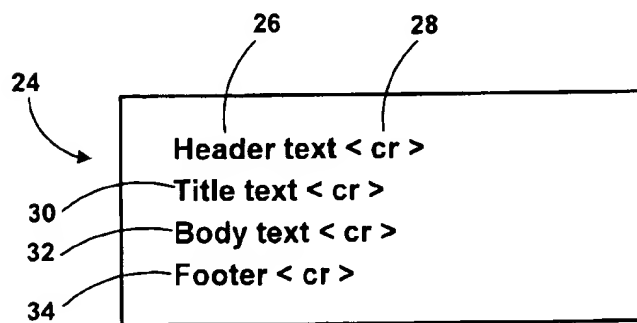 26 28
24
Header text < cr >
Title text < cr >
30
Body text < cr >
32
Footer < cr >
34